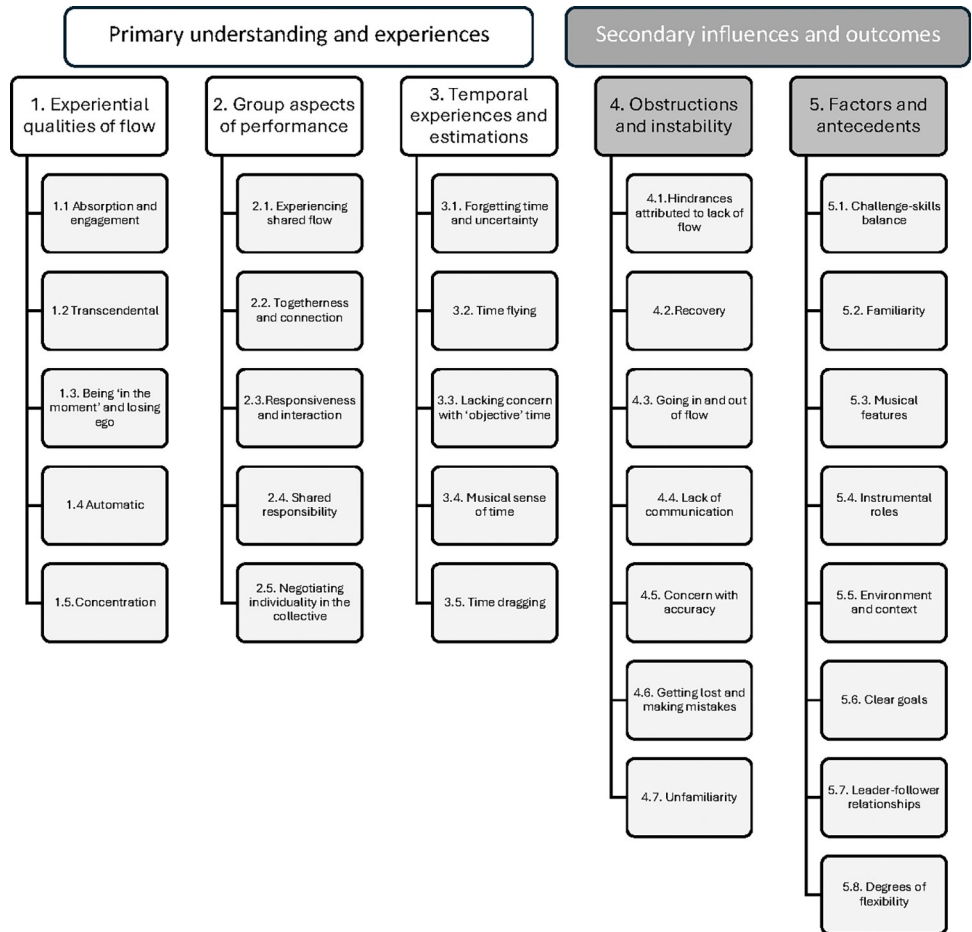 Primary understanding and experiences
Secondary influences and outcomes
1. Experiential
qualities of flow
1.1 Absorption and
engagement
1.2 Transcendental
1.3. Being ‘in the
moment’ and losing
ego
1.4 Automatic
1.5. Concentration
2. Group aspects
of performance
2.1. Experiencing
shared flow
2.2. Togetherness
and connection
2.3. Responsiveness
and interaction
2.4. Shared
responsibility
2.5. Negotiating
individuality in the
collective
3. Temporal
experiences and
estimations
3.1. Forgetting time
and uncertainty
3.2. Time flying
3.3. Lacking concern
with ‘objective’ time
3.4. Musical sense
of time
3.5. Time dragging
4. Obstructions
and instability
4.1. Hindrances
attributed to lack of
flow
4.2. Recovery
4.3. Going in and out
of flow
4.4. Lack of
communication
4.5. Concern with
accuracy
4.6. Getting lost and
making mistakes
4.7. Unfamiliarity
5. Factors and
antecedents
5.1. Challenge-skills
balance
5.2. Familiarity
5.3. Musical
features
5.4. Instrumental
roles
5.5. Environment
and context
5.6. Clear goals
5.7. Leader-follower
relationships
5.8. Degrees of
flexibility